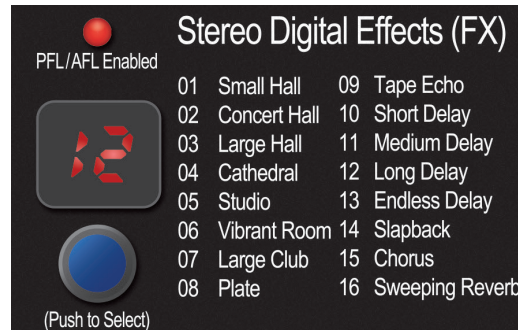 Stereo Digital Effects (FX)
PFL/AFL Enabled
12
(Push to Select)
01 Small Hall
02 Concert Hall
03 Large Hall
04 Cathedral
05 Studio
06 Vibrant Room
07 Large Club
08 Plate
09 Tape Echo
10 Short Delay
11 Medium Delay
12 Long Delay
13 Endless Delay
14 Slapback
15 Chorus
16 Sweeping Reverb